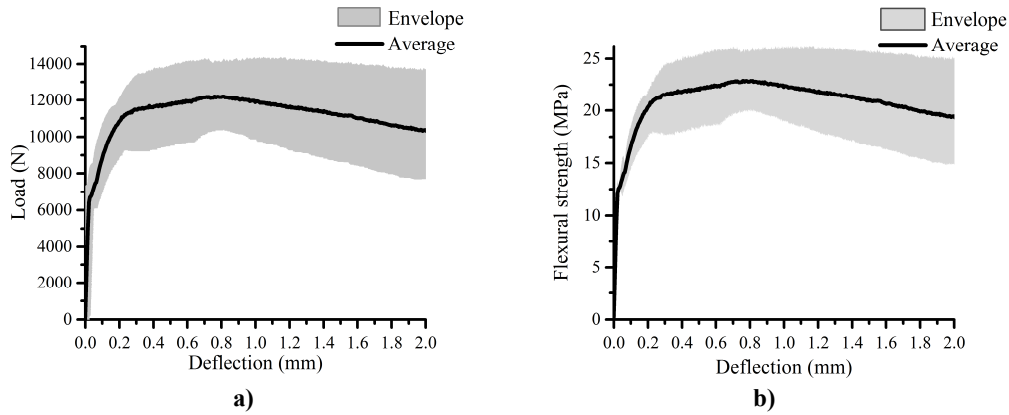 Envelope
Average
14000
12000
10000
8000
6000
4000
2000
0
Load (N)
0.0 0.2 0.4 0.6 0.8 1.0 1.2 1.4 1.6 1.8 2.0
Deflection (mm)
a)
Envelope
Average
25
20
15
10
5
0
Flexural strength (MPa)
0.0 0.2 0.4 0.6 0.8 1.0 1.2 1.4 1.6 1.8 2.0
Deflection (mm)
b)